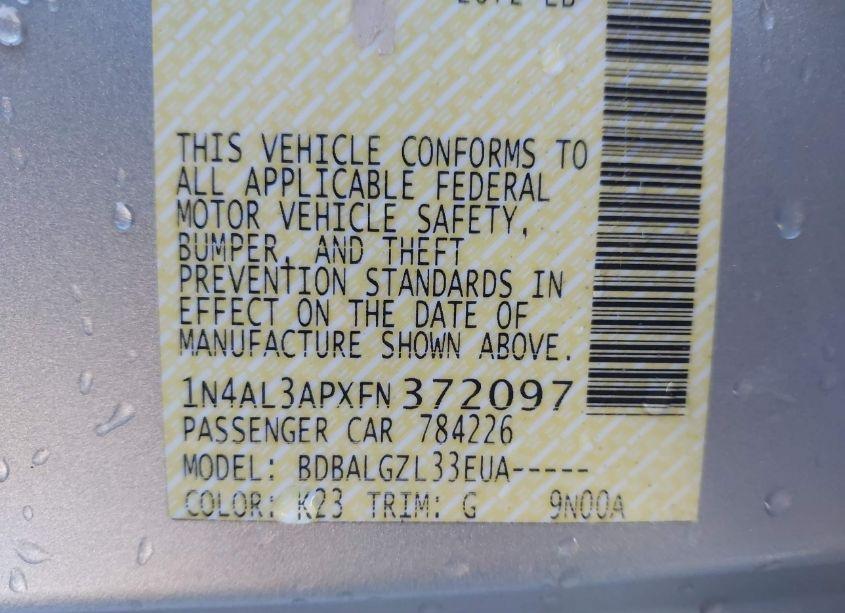 THIS VEHICLE CONFORMS TO
ALL APPLICABLE FEDERAL
MOTOR VEHICLE SAFETY,
BUMPER, AND THEFT
PREVENTION STANDARDS IN
EFFECT ON THE DATE OF
MANUFACTURE SHOWN ABOVE.
1N4AL3APXFN372097
PASSENGER CAR 784226
MODEL: BDBALGZL33EUA-----
COLOR: K23 TRIM: G 9N00A